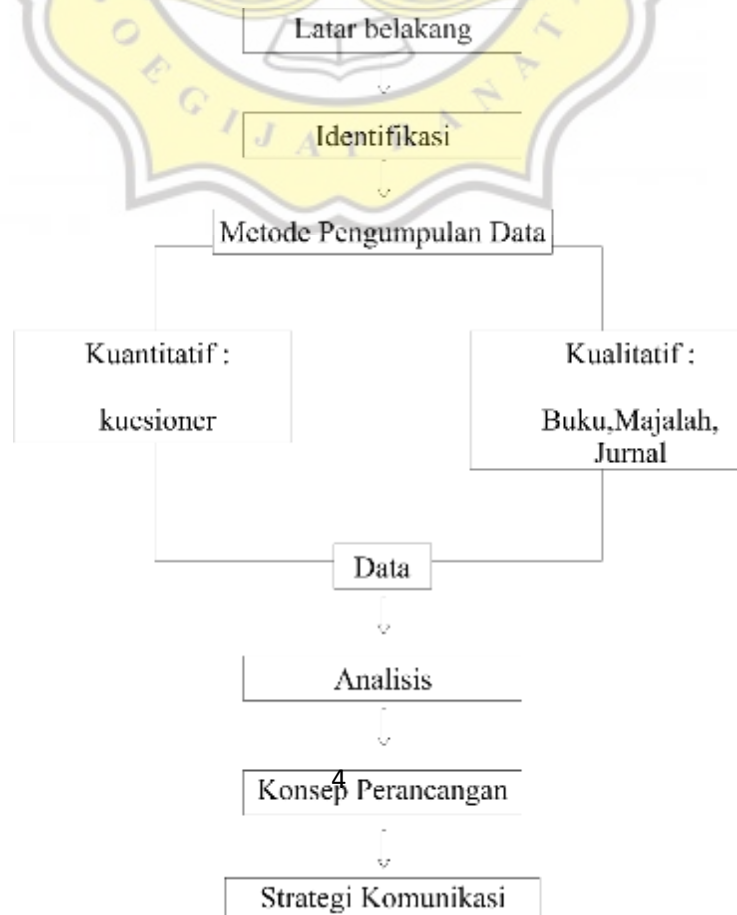 Latar belakang
OEGIJAPRANATA
Identifikasi
Metode Pengumpulan Data
Kuantitatif :
kuesioner
Kualitatif :
Buku,Majalah,
Jurnal
Data
Analisis
4
Konsep Perancangan
Strategi Komunikasi